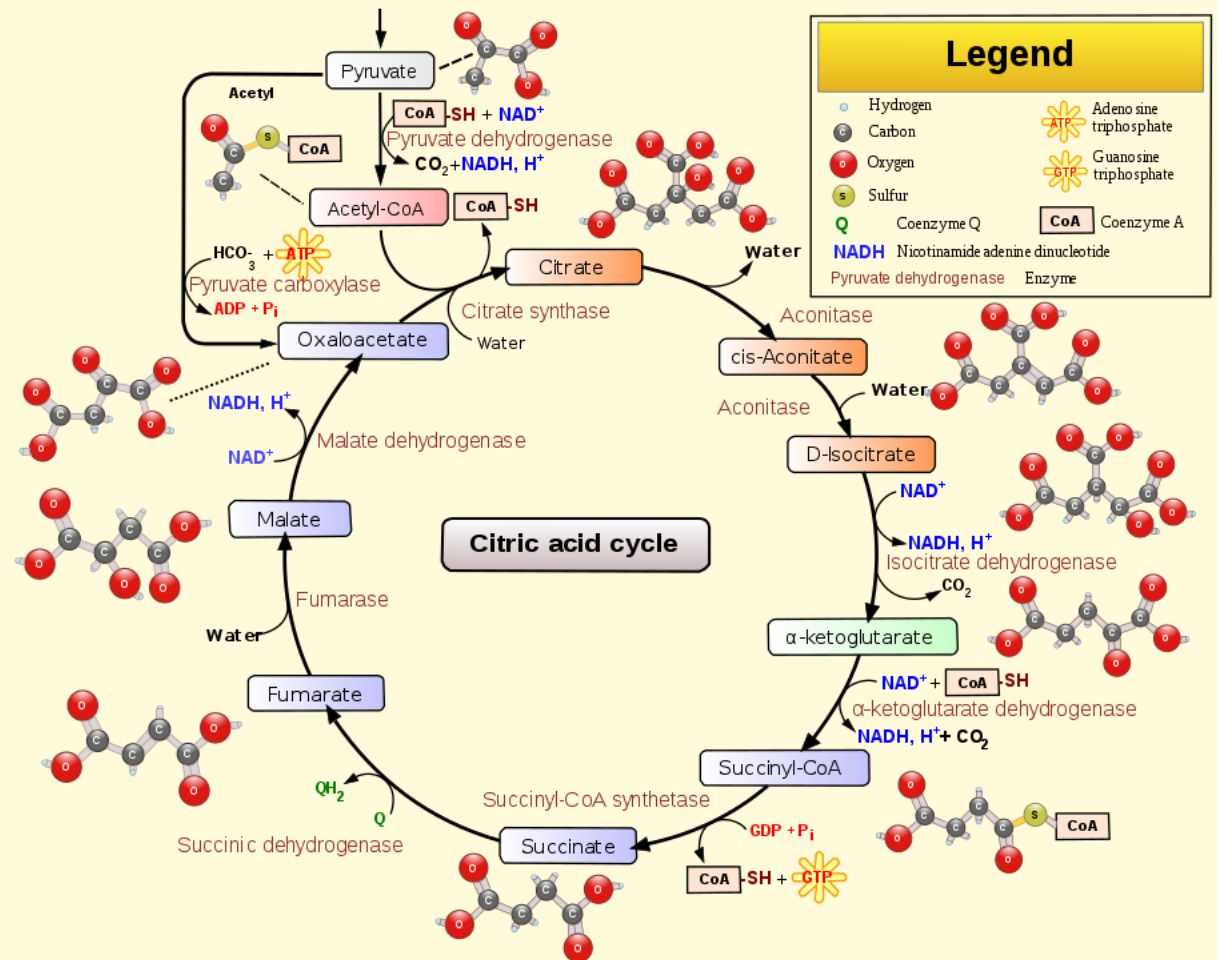 Pyruvate
Acetyl
CoA-SH + NAD⁺
Pyruvate dehydrogenase
CO₂+NADH, H⁺
S
CoA
Acetyl-CoA
CoA-SH
HCO₃⁻ + ATP
Pyruvate carboxylase
ADP + Pᵢ
Citrate
Water
Citrate synthase
Water
Oxaloacetate
Aconitase
cis-Aconitate
Water
Aconitase
D-Isocitrate
NAD⁺
NADH, H⁺
Isocitrate dehydrogenase
CO₂
α-ketoglutarate
NAD⁺ + CoA-SH
α-ketoglutarate dehydrogenase
NADH, H⁺+ CO₂
Succinyl-CoA
S
CoA
Succinyl-CoA synthetase
GDP + Pᵢ
CoA-SH + GTP
Succinate
Succinic dehydrogenase
Q
QH₂
Fumarate
Water
Fumarase
Malate
NAD⁺
NADH, H⁺
Malate dehydrogenase
Citric acid cycle
Legend
Hydrogen
C Carbon
O Oxygen
S Sulfur
Q Coenzyme Q
NADH Nicotinamide adenine dinucleotide
Pyruvate dehydrogenase Enzyme
ATP Adenosine
triphosphate
GTP Guanosine
triphosphate
CoA Coenzyme A